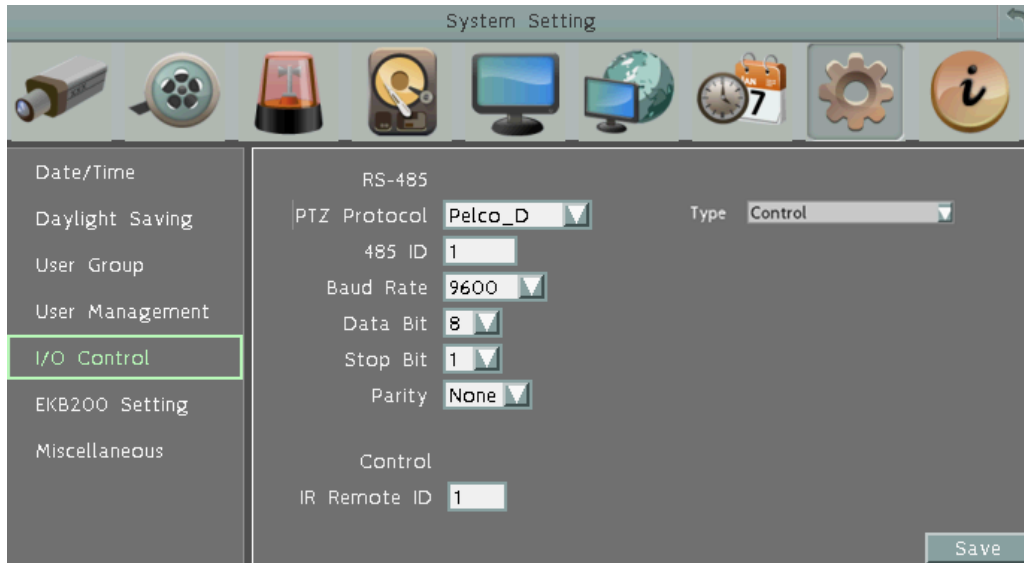 System Setting
7
i
Date/Time
Daylight Saving
User Group
User Management
I/O Control
EKB200 Setting
Miscellaneous
RS-485
PTZ Protocol Pelco_D Type Control
485 ID 1
Baud Rate 9600
Data Bit 8
Stop Bit 1
Parity None
Control
IR Remote ID 1
Save